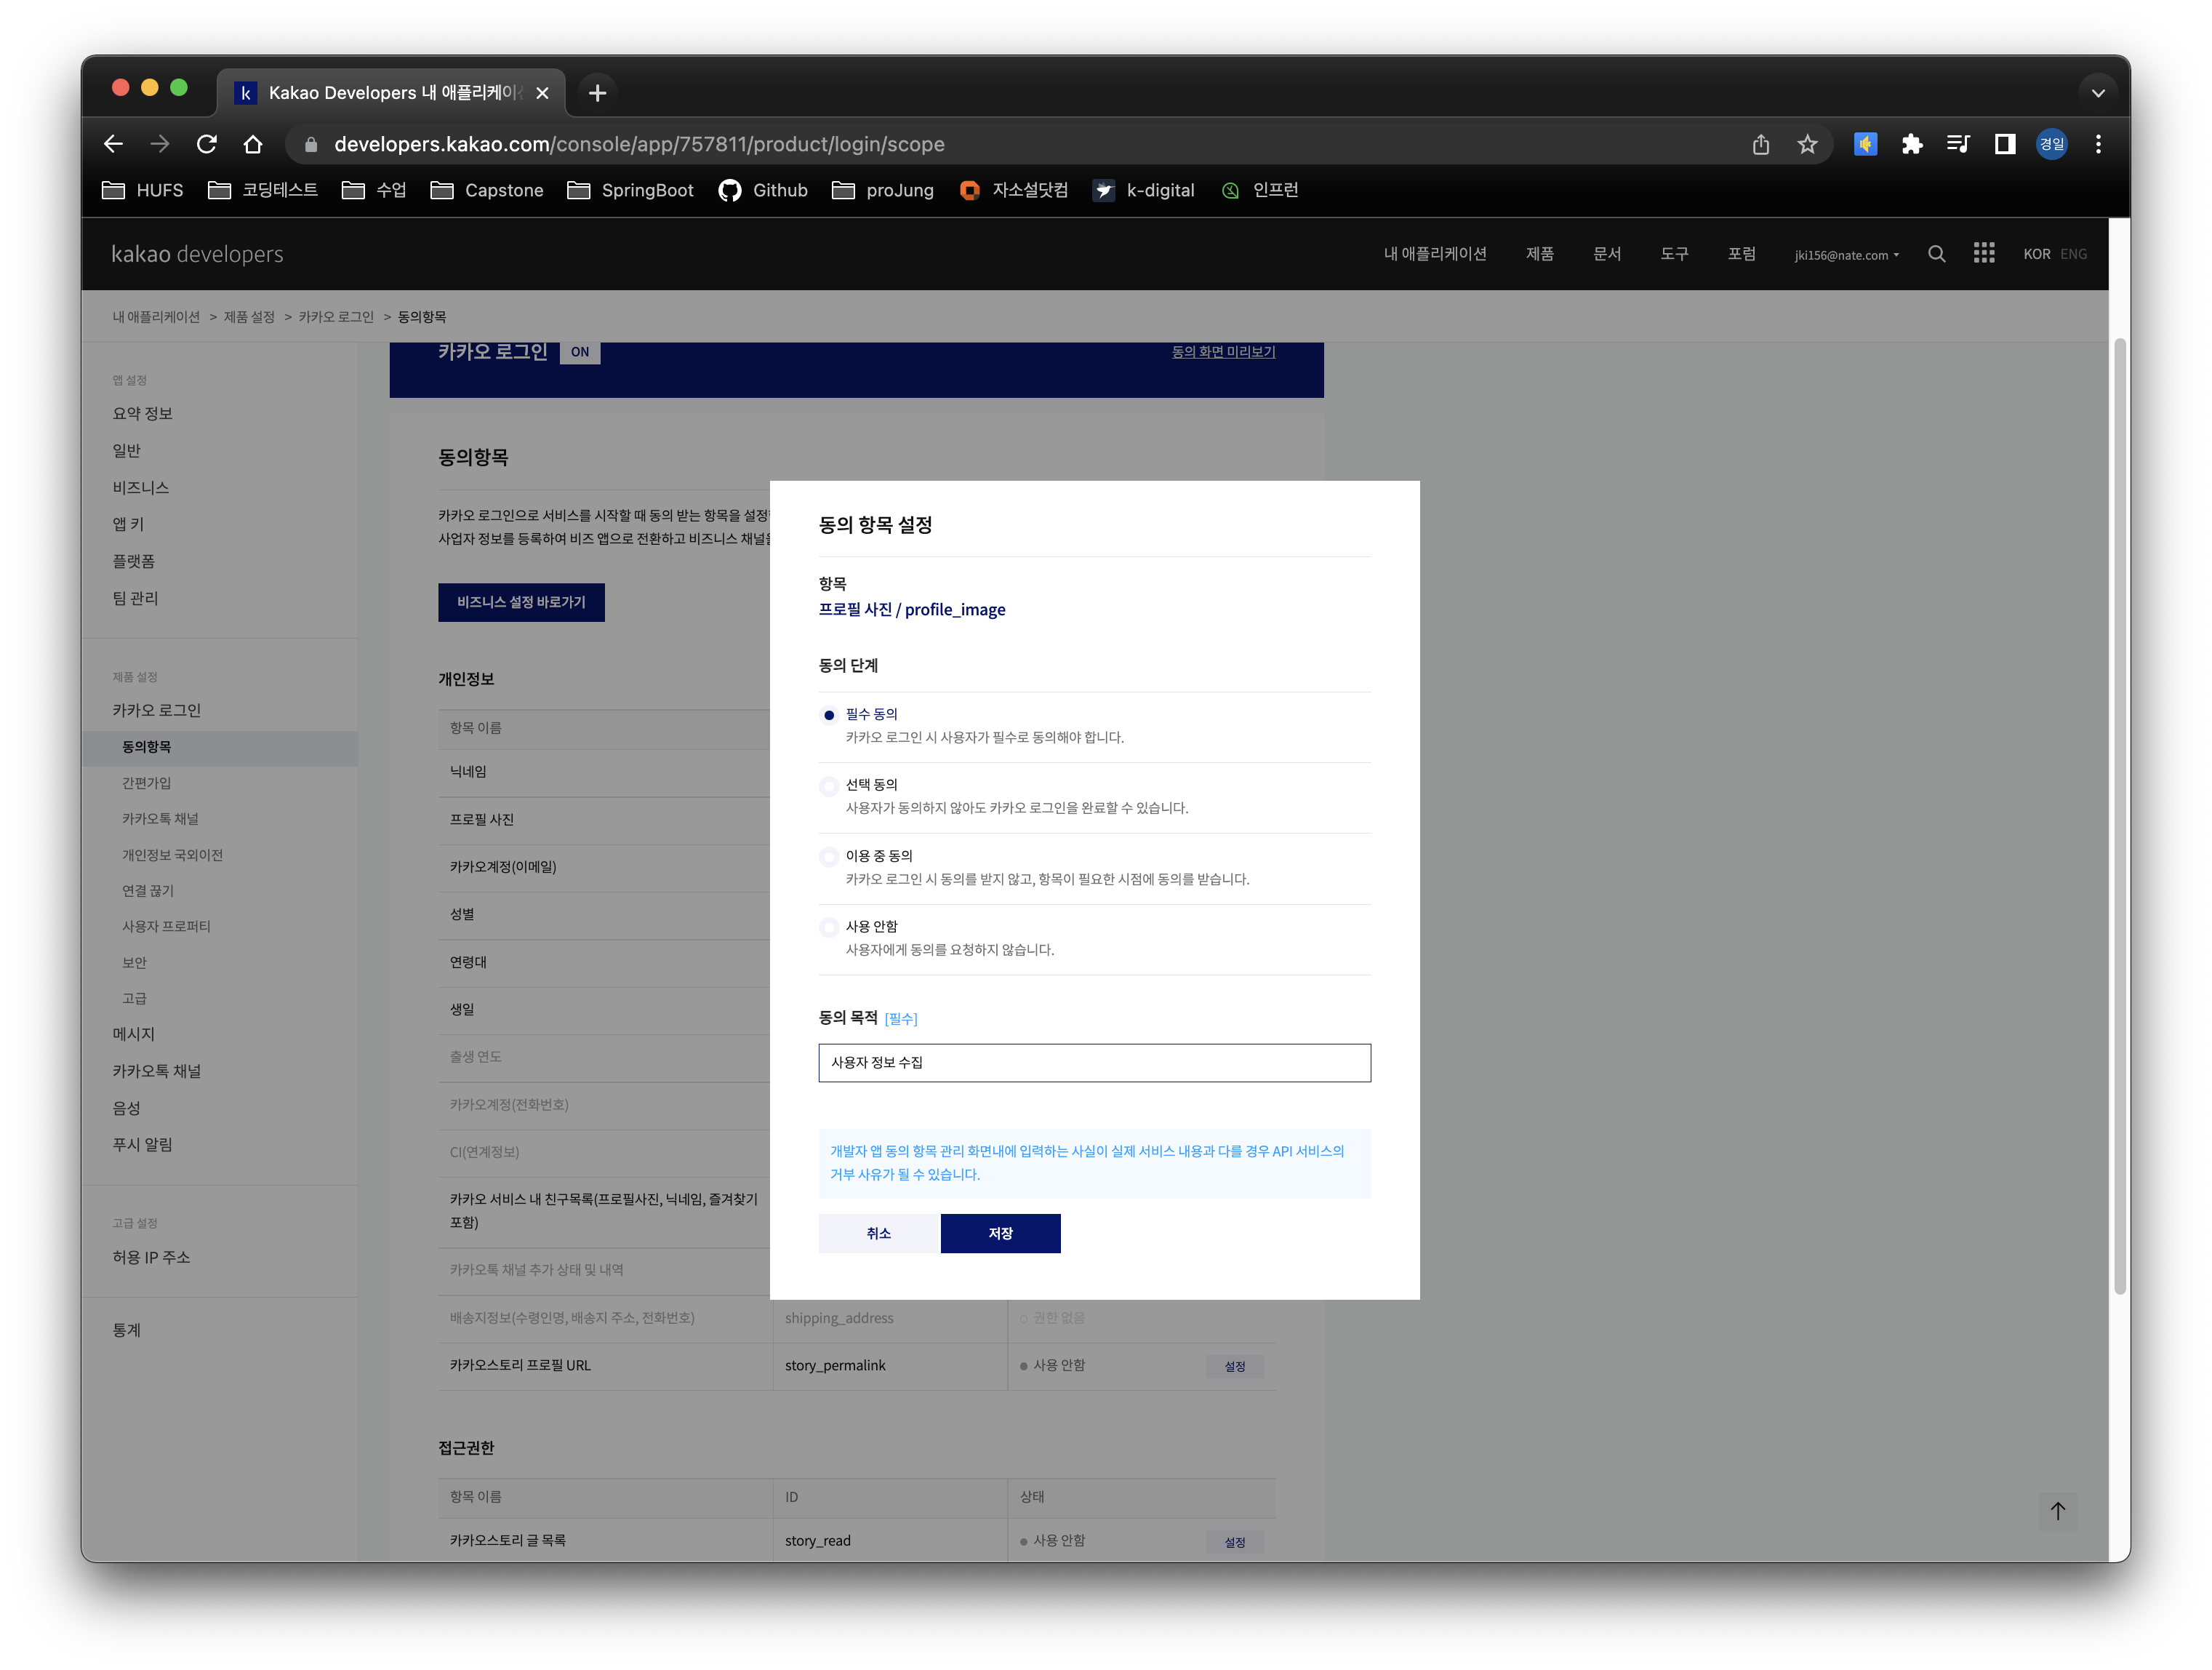 Kakao Developers 내 애플리케이션
developers.kakao.com/console/app/757811/product/login/scope
경일
HUFS
코딩테스트
수업
Capstone
SpringBoot
Github
proJung
자소설닷컴
k-digital
인프런
kakao developers
내 애플리케이션
제품
문서
도구
포럼
jki156@nate.com
KOR ENG
내 애플리케이션 > 제품 설정 > 카카오 로그인 > 동의항목
앱 설정
요약 정보
일반
비즈니스
앱 키
플랫폼
팀 관리
제품 설정
카카오 로그인
동의항목
간편가입
카카오톡 채널
개인정보 국외이전
연결 끊기
사용자 프로퍼티
보안
고급
메시지
카카오톡 채널
음성
푸시 알림
고급 설정
허용 IP 주소
통계
카카오 로그인 ON
동의 화면 미리보기
동의항목
카카오 로그인으로 서비스를 시작할 때 동의 받는 항목을 설정
사업자 정보를 등록하여 비즈 앱으로 전환하고 비즈니스 채널을
비즈니스 설정 바로가기
개인정보
항목 이름
닉네임
프로필 사진
카카오계정(이메일)
성별
연령대
생일
출생 연도
카카오계정(전화번호)
CI(연계정보)
카카오 서비스 내 친구목록(프로필사진, 닉네임, 즐겨찾기
포함)
카카오톡 채널 추가 상태 및 내역
배송지정보(수령인명, 배송지 주소, 전화번호) shipping_address 권한 없음
카카오스토리 프로필 URL story_permalink 사용 안함 설정
접근권한
항목 이름 ID 상태
카카오스토리 글 목록 story_read 사용 안함 설정
동의 항목 설정
항목
프로필 사진 / profile_image
동의 단계
필수 동의
카카오 로그인 시 사용자가 필수로 동의해야 합니다.
선택 동의
사용자가 동의하지 않아도 카카오 로그인을 완료할 수 있습니다.
이용 중 동의
카카오 로그인 시 동의를 받지 않고, 항목이 필요한 시점에 동의를 받습니다.
사용 안함
사용자에게 동의를 요청하지 않습니다.
동의 목적 [필수]
사용자 정보 수집
개발자 앱 동의 항목 관리 화면내에 입력하는 사실이 실제 서비스 내용과 다를 경우 API 서비스의
거부 사유가 될 수 있습니다.
취소
저장